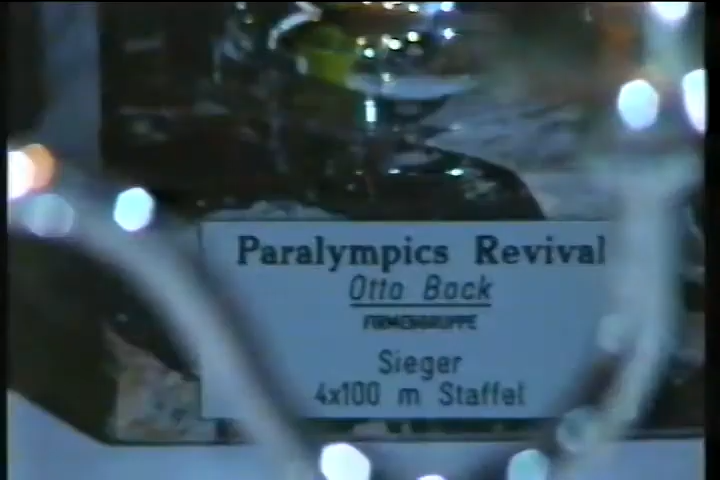 Paralympics Revival
Otto Bock
FIRMENGRUPPE
Sieger
4x100 m Staffel